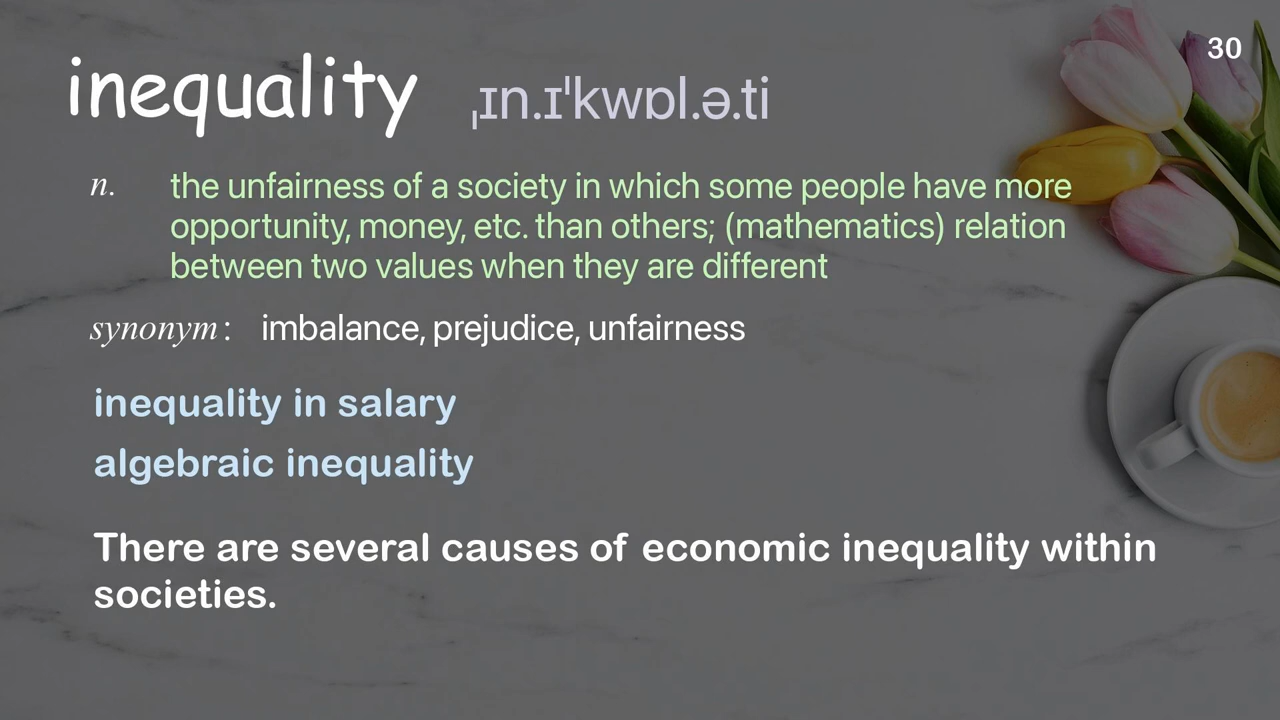 30
inequality ˌɪn.ɪˈkwɒl.ə.ti
n. the unfairness of a society in which some people have more
opportunity, money, etc. than others; (mathematics) relation
between two values when they are different
synonym: imbalance, prejudice, unfairness
inequality in salary
algebraic inequality
There are several causes of economic inequality within
societies.